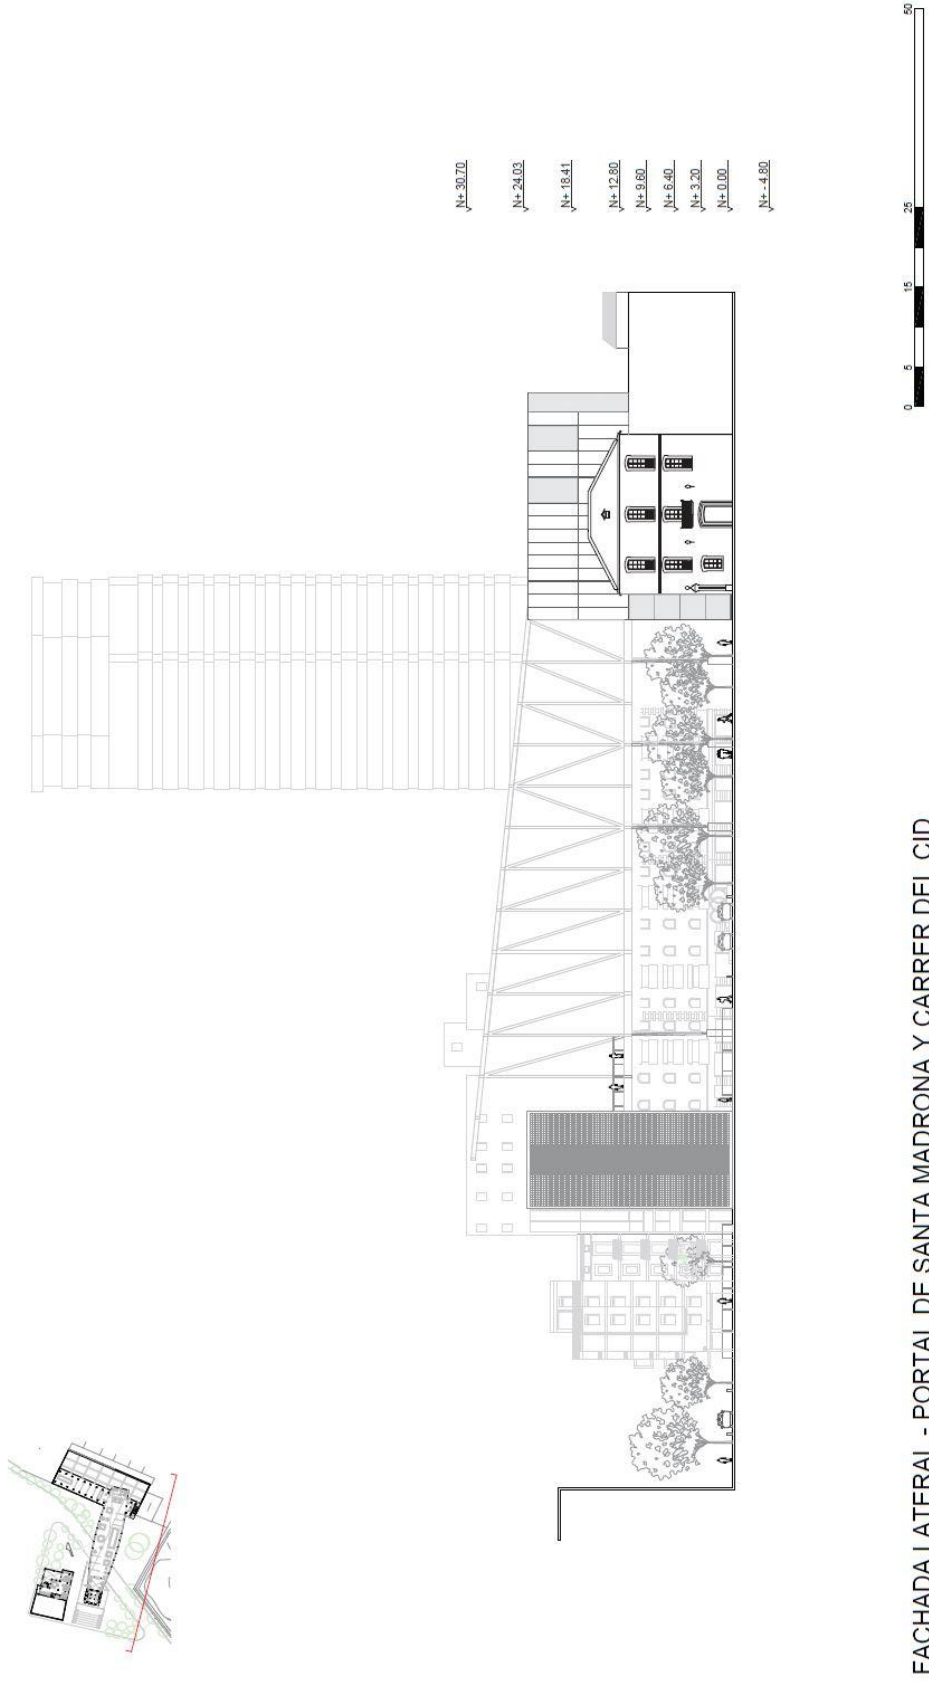 N+ 30.70
N+ 24.03
N+ 18.41
N+ 12.80
N+ 9.60
N+ 6.40
N+ 3.20
N+ 0.00
N+ - 4.80
0 5 15 25 50
FACHADA LATERAL - PORTAL DE SANTA MADRONA Y CARRER DEL CID